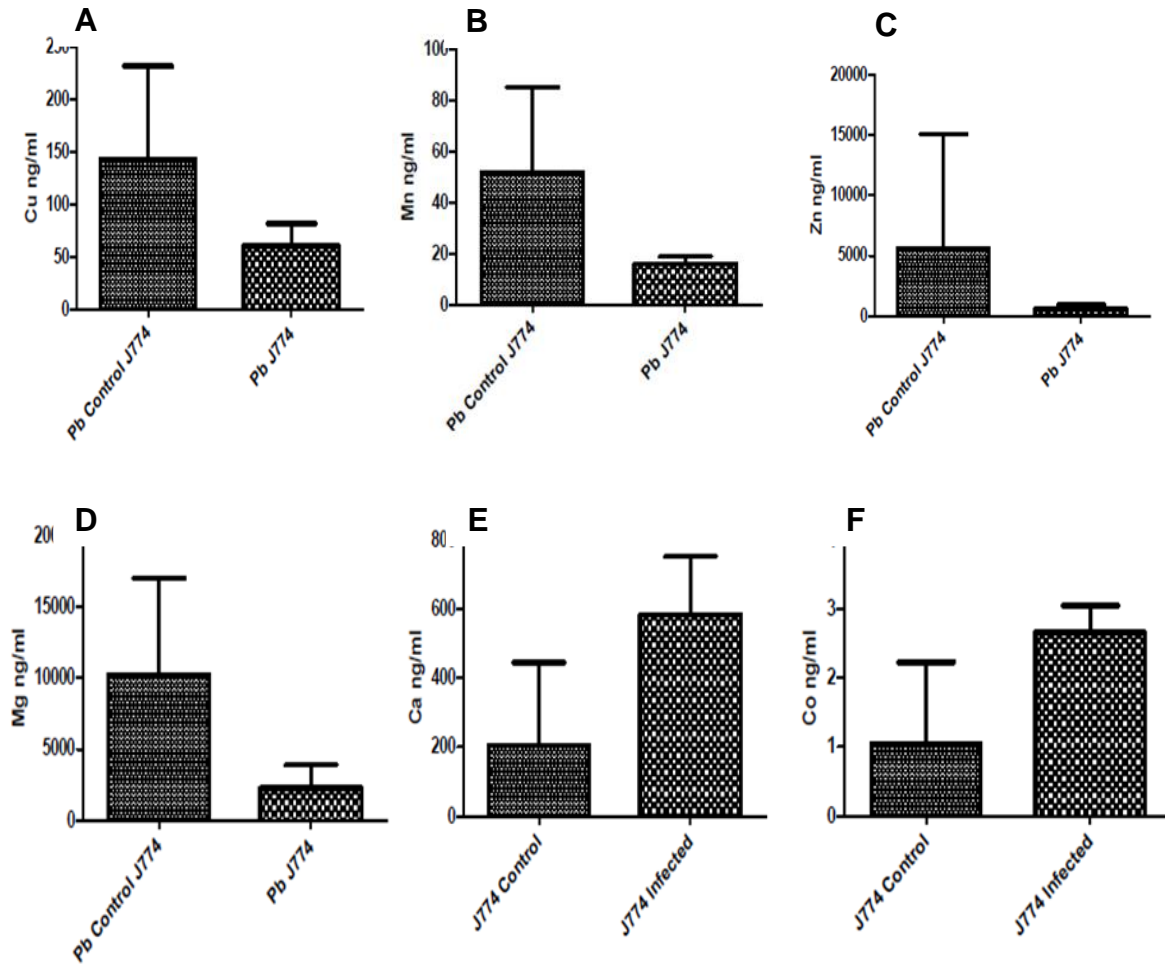 A
Cu ng/ml
200
150
100
50
0
Pb Control J774
Pb J774
B
Mn ng/ml
80
60
40
20
0
Pb Control J774
Pb J774
C
Zn ng/ml
20000
15000
10000
5000
0
Pb Control J774
Pb J774
D
Mg ng/ml
15000
10000
5000
0
Pb Control J774
Pb J774
E
Ca ng/ml
600
400
200
0
J774 Control
J774 Infected
F
Co ng/ml
3
2
1
0
J774 Control
J774 Infected